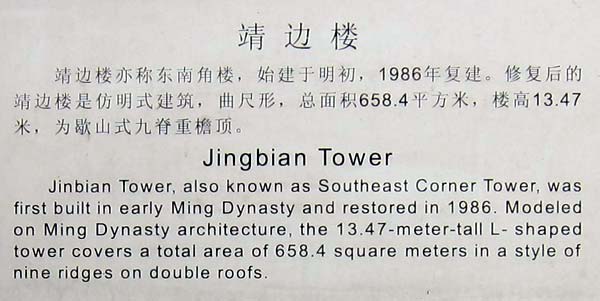 靖边楼
靖边楼亦称东南角楼，始建于明初，1986年复建。修复后的
靖边楼是仿明式建筑，曲尺形，总面积658.4平方米，楼高13.47
米，为歇山式九脊重檐顶。
Jingbian Tower
Jinbian Tower, also known as Southeast Corner Tower, was
first built in early Ming Dynasty and restored in 1986. Modeled
on Ming Dynasty architecture, the 13.47-meter-tall L- shaped
tower covers a total area of 658.4 square meters in a style of
nine ridges on double roofs.